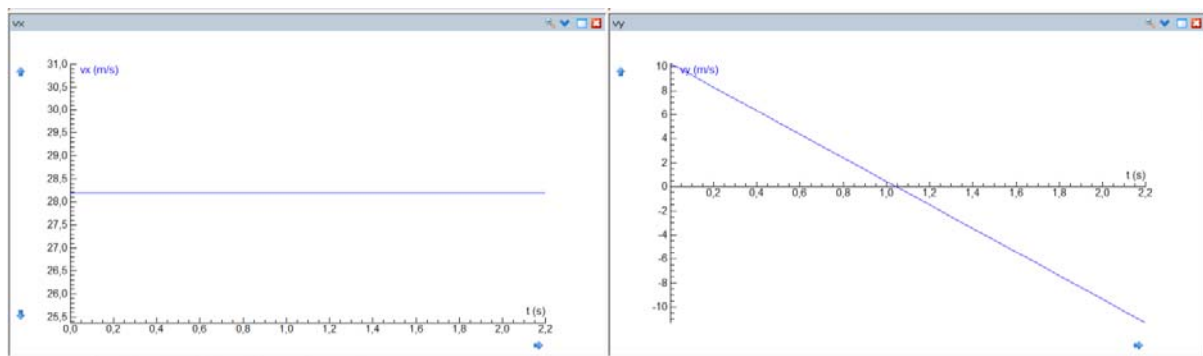 vx
vx (m/s)
31,0
30,5
30,0
29,5
29,0
28,5
28,0
27,5
27,0
26,5
26,0
25,5
t (s)
0,0 0,2 0,4 0,6 0,8 1,0 1,2 1,4 1,6 1,8 2,0 2,2
vy
vy (m/s)
10
8
6
4
2
0
-2
-4
-6
-8
-10
t (s)
0,2 0,4 0,6 0,8 1,0 1,2 1,4 1,6 1,8 2,0 2,2